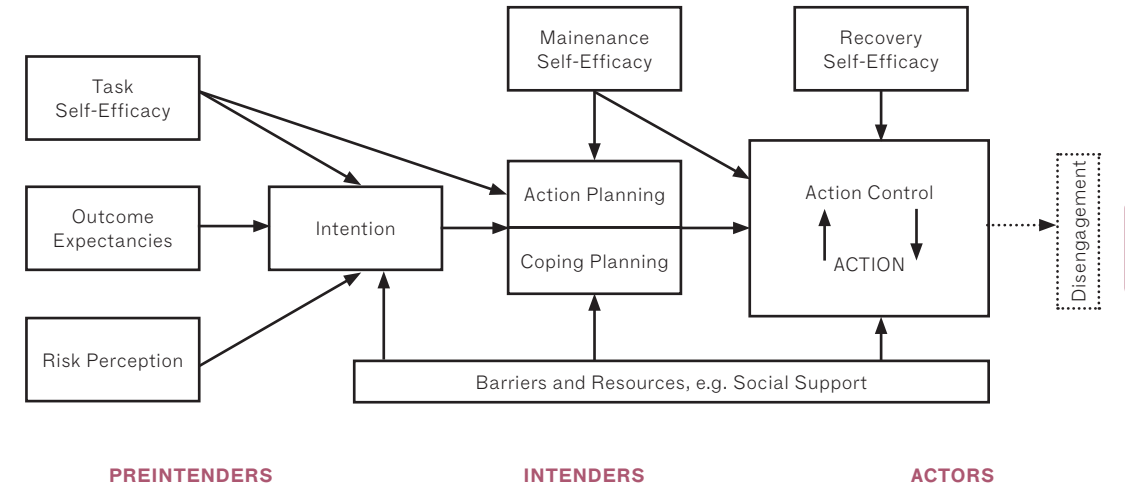 Mainenance
Self-Efficacy
Recovery
Self-Efficacy
Task
Self-Efficacy
Action Planning
Coping Planning
Action Control
ACTION
Disengagement
Outcome
Expectancies
Intention
Risk Perception
Barriers and Resources, e.g. Social Support
PREINTENDERS
INTENDERS
ACTORS